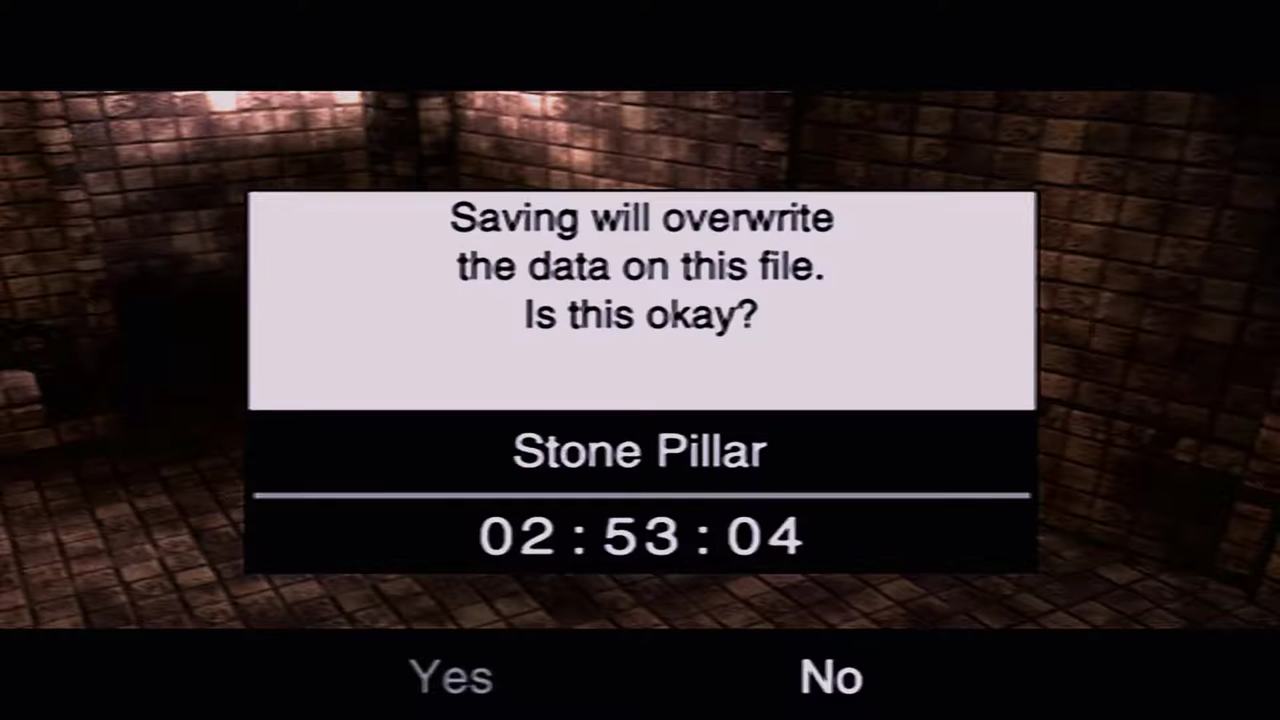 Saving will overwrite
the data on this file.
Is this okay?
Stone Pillar
02:53:04
Yes No